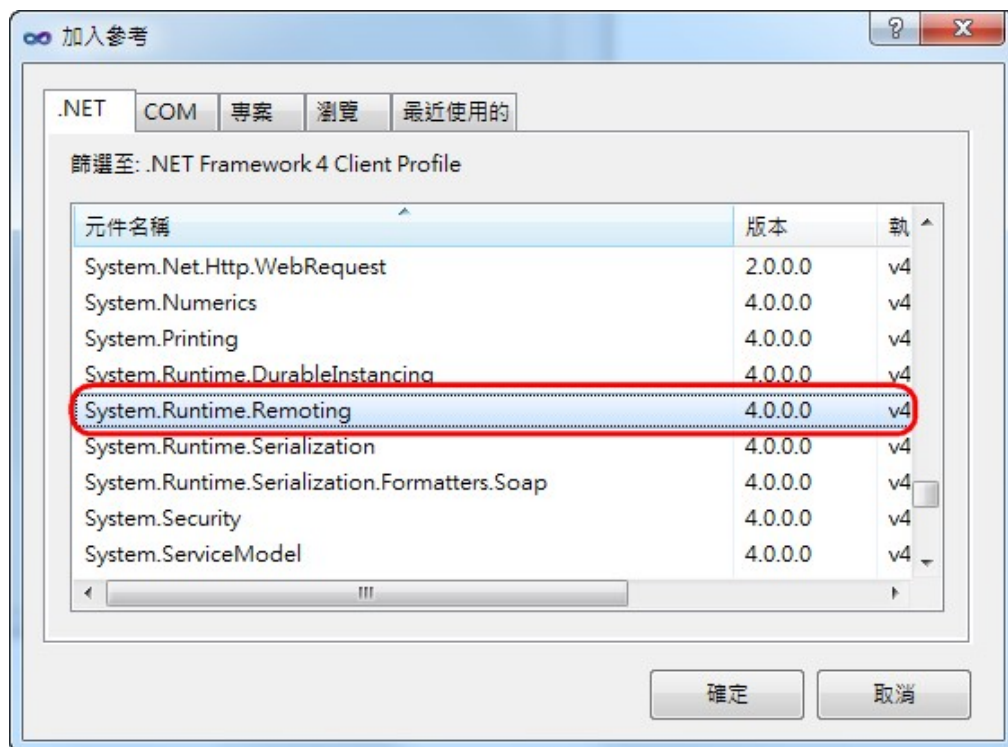 加入參考
.NET COM 專案 瀏覽 最近使用的
篩選至: .NET Framework 4 Client Profile
元件名稱 版本 執
System.Net.Http.WebRequest 2.0.0.0 v4
System.Numerics 4.0.0.0 v4
System.Printing 4.0.0.0 v4
System.Runtime.DurableInstancing 4.0.0.0 v4
System.Runtime.Remoting 4.0.0.0 v4
System.Runtime.Serialization 4.0.0.0 v4
System.Runtime.Serialization.Formatters.Soap 4.0.0.0 v4
System.Security 4.0.0.0 v4
System.ServiceModel 4.0.0.0 v4
確定 取消